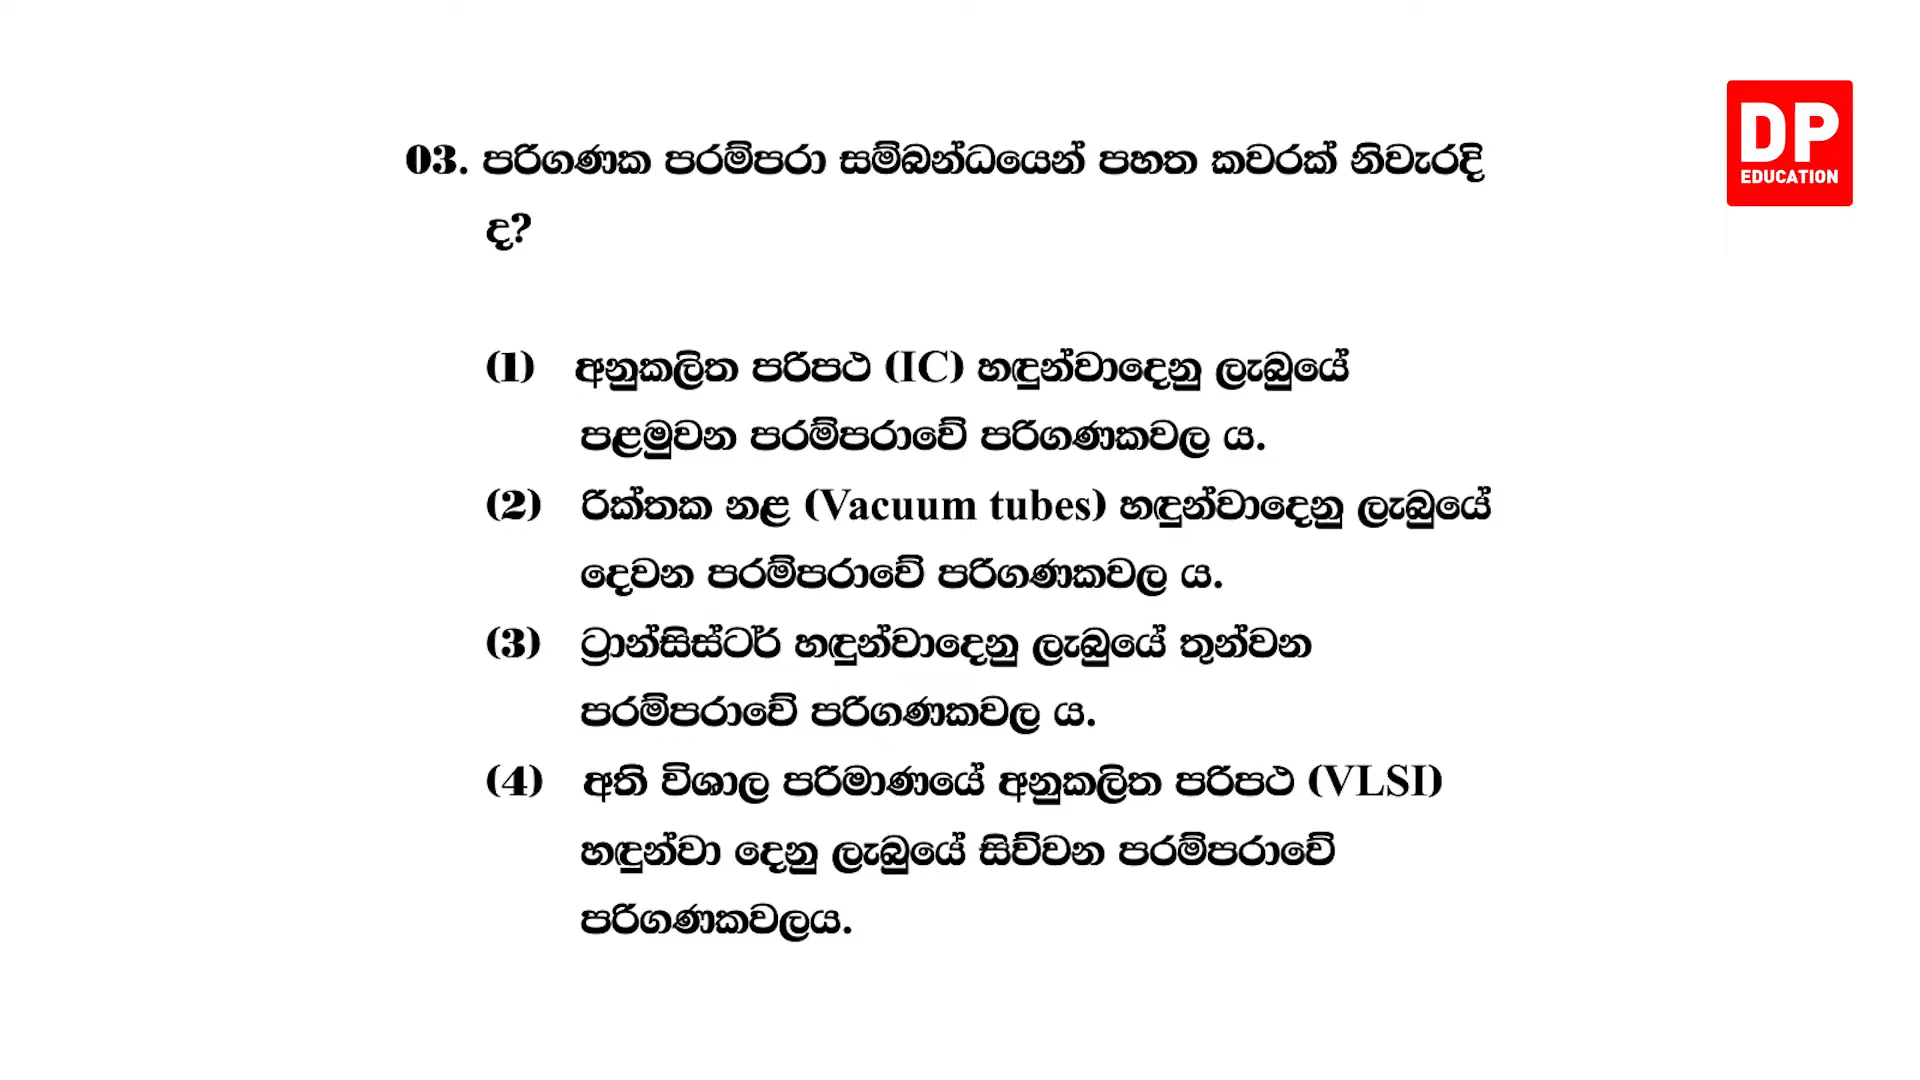 DP
EDUCATION
03. පරිගණක පරම්පරා සම්බන්ධයෙන් පහත කවරක් නිවැරදි
ද?
(1) අනුකලිත පරිපථ (IC) හඳුන්වාදෙනු ලැබුයේ
පළමුවන පරම්පරාවේ පරිගණකවල ය.
(2) රික්තක නළ (Vacuum tubes) හඳුන්වාදෙනු ලැබුයේ
දෙවන පරම්පරාවේ පරිගණකවල ය.
(3) ට්‍රාන්සිස්ටර් හඳුන්වාදෙනු ලැබුයේ තුන්වන
පරම්පරාවේ පරිගණකවල ය.
(4) අති විශාල පරිමාණයේ අනුකලිත පරිපථ (VLSI)
හඳුන්වා දෙනු ලැබුයේ සිව්වන පරම්පරාවේ
පරිගණකවලය.